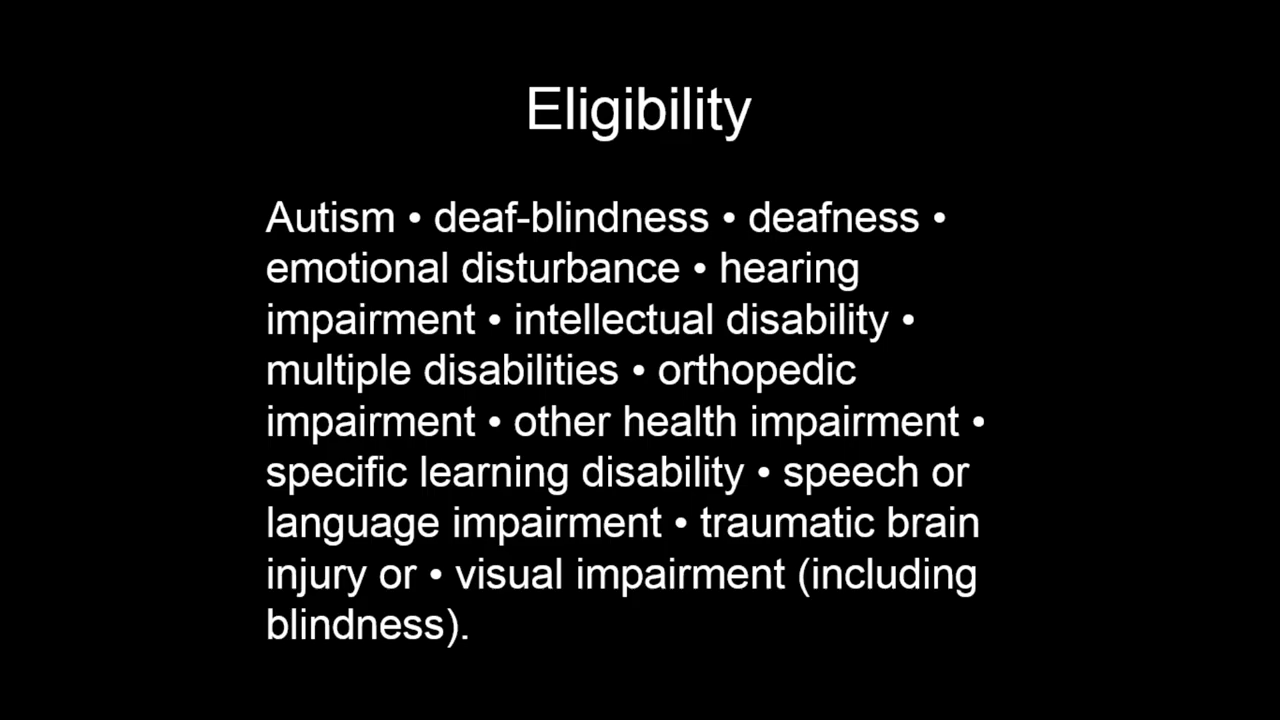 Eligibility
Autism • deaf-blindness • deafness •
emotional disturbance • hearing
impairment • intellectual disability •
multiple disabilities • orthopedic
impairment • other health impairment •
specific learning disability • speech or
language impairment • traumatic brain
injury or • visual impairment (including
blindness).